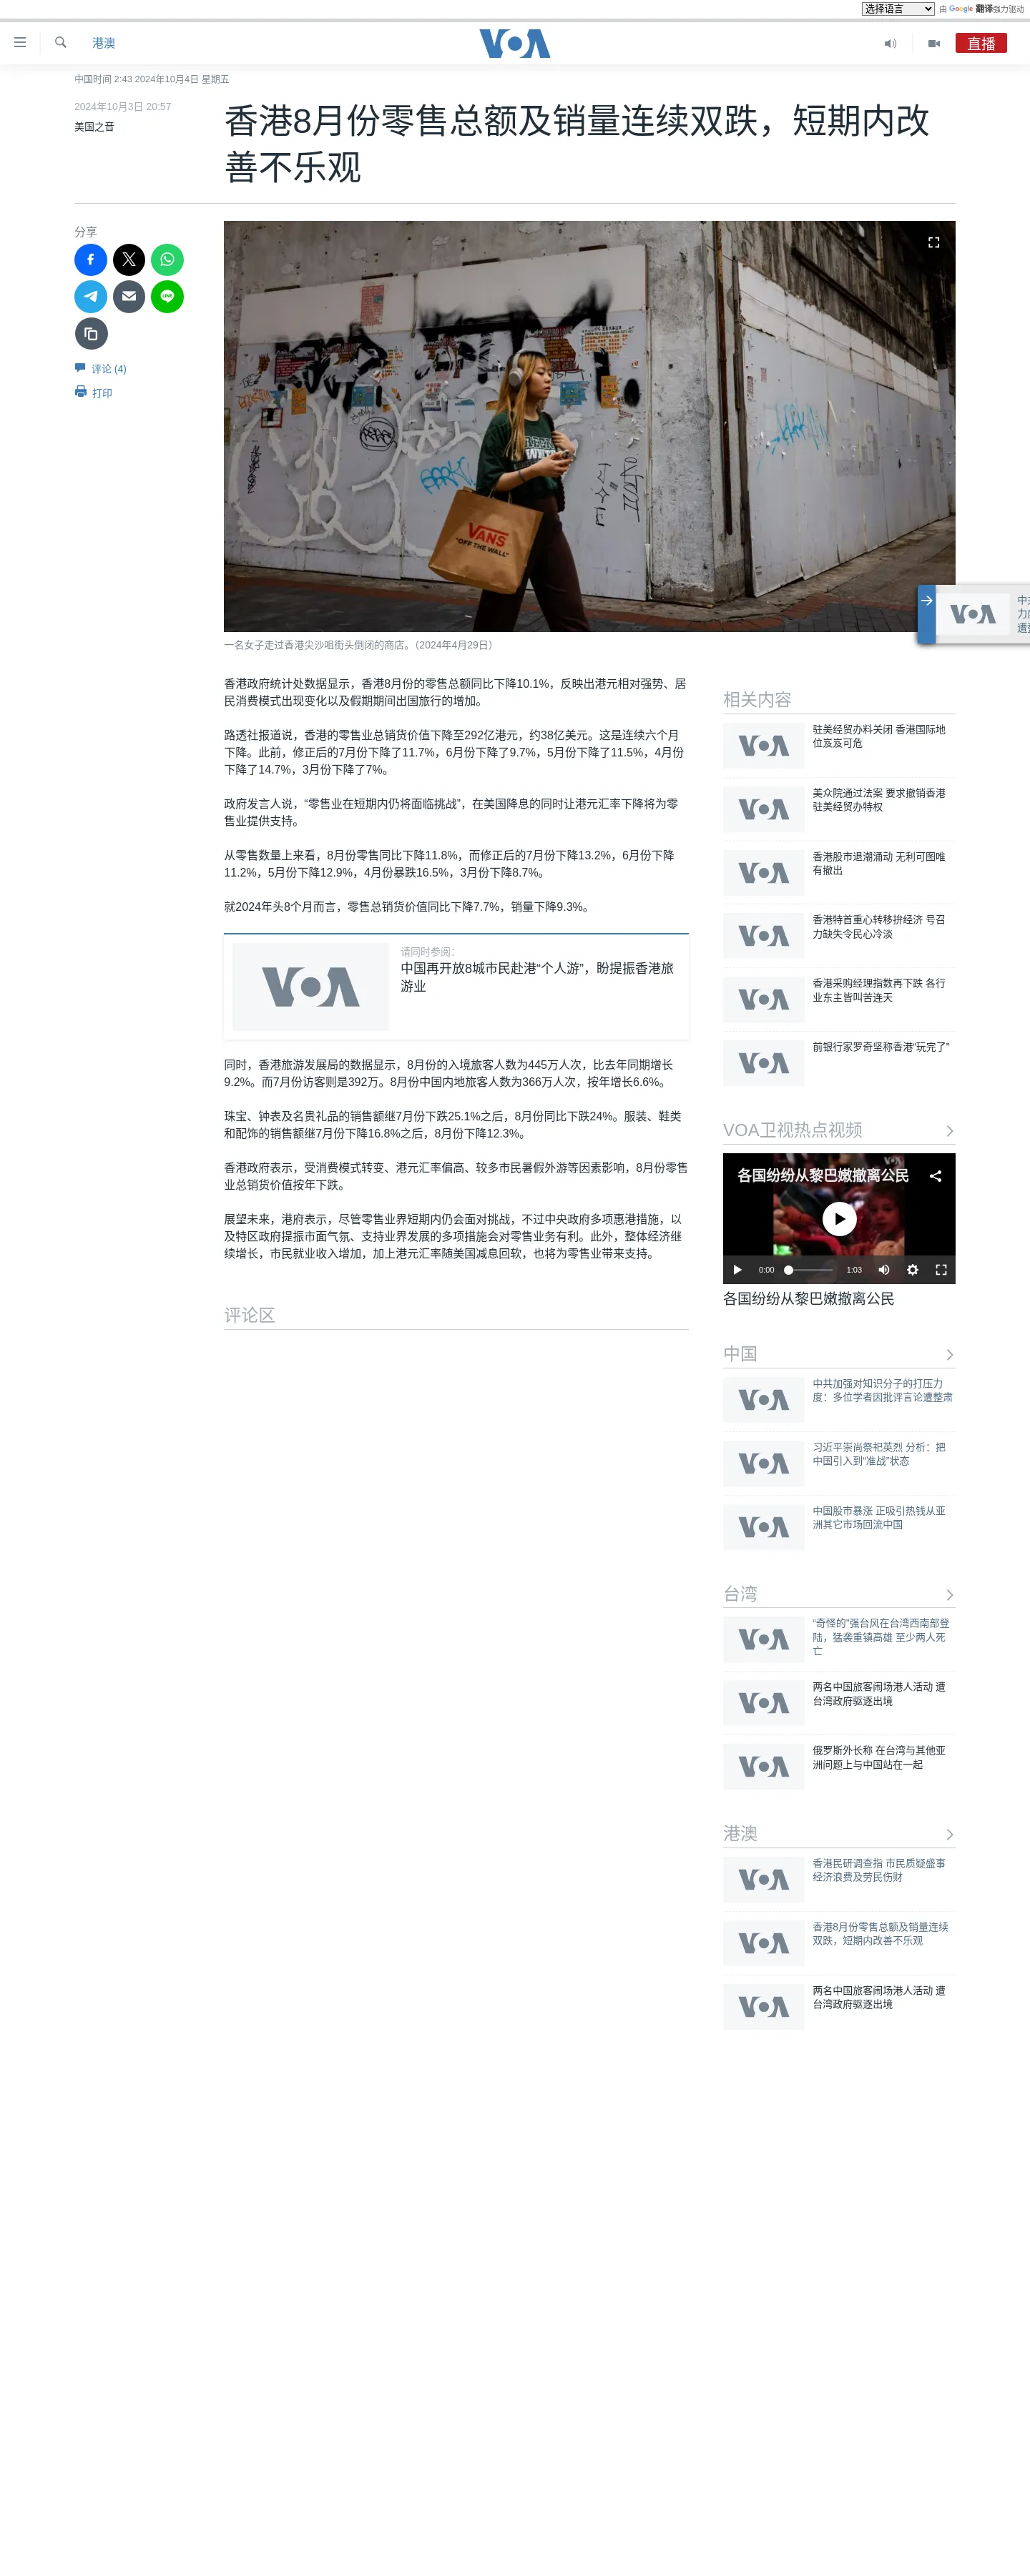 选择语言
由 Google 翻译强力驱动
港澳
VOA
直播
中国时间 2:43 2024年10月4日 星期五
2024年10月3日 20:57
美国之音
香港8月份零售总额及销量连续双跌，短期内改
善不乐观
分享
评论 (4)
打印
VANS
"OFF THE WALL"
一名女子走过香港尖沙咀街头倒闭的商店。（2024年4月29日）
香港政府统计处数据显示，香港8月份的零售总额同比下降10.1%，反映出港元相对强势、居
民消费模式出现变化以及假期期间出国旅行的增加。
路透社报道说，香港的零售业总销货价值下降至292亿港元，约38亿美元。这是连续六个月
下降。此前，修正后的7月份下降了11.7%，6月份下降了9.7%，5月份下降了11.5%，4月份
下降了14.7%，3月份下降了7%。
政府发言人说，“零售业在短期内仍将面临挑战”，在美国降息的同时让港元汇率下降将为零
售业提供支持。
从零售数量上来看，8月份零售同比下降11.8%，而修正后的7月份下降13.2%，6月份下降
11.2%，5月份下降12.9%，4月份暴跌16.5%，3月份下降8.7%。
就2024年头8个月而言，零售总销货价值同比下降7.7%，销量下降9.3%。
VOA
请同时参阅：
中国再开放8城市民赴港“个人游”，盼提振香港旅
游业
同时，香港旅游发展局的数据显示，8月份的入境旅客人数为445万人次，比去年同期增长
9.2%。而7月份访客则是392万。8月份中国内地旅客人数为366万人次，按年增长6.6%。
珠宝、钟表及名贵礼品的销售额继7月份下跌25.1%之后，8月份同比下跌24%。服装、鞋类
和配饰的销售额继7月份下降16.8%之后，8月份下降12.3%。
香港政府表示，受消费模式转变、港元汇率偏高、较多市民暑假外游等因素影响，8月份零售
业总销货价值按年下跌。
展望未来，港府表示，尽管零售业界短期内仍会面对挑战，不过中央政府多项惠港措施，以
及特区政府提振市面气氛、支持业界发展的多项措施会对零售业务有利。此外，整体经济继
续增长，市民就业收入增加，加上港元汇率随美国减息回软，也将为零售业带来支持。
评论区
VOA
相关内容
VOA
驻美经贸办料关闭 香港国际地
位岌岌可危
VOA
美众院通过法案 要求撤销香港
驻美经贸办特权
VOA
香港股市退潮涌动 无利可图唯
有撤出
VOA
香港特首重心转移拚经济 号召
力缺失令民心冷淡
VOA
香港采购经理指数再下跌 各行
业东主皆叫苦连天
VOA
前银行家罗奇坚称香港“玩完了”
VOA卫视热点视频
VOA
各国纷纷从黎巴嫩撤离公民
0:00
1:03
各国纷纷从黎巴嫩撤离公民
中国
VOA
中共加强对知识分子的打压力
度：多位学者因批评言论遭整肃
VOA
习近平崇尚祭祀英烈 分析：把
中国引入到“准战”状态
VOA
中国股市暴涨 正吸引热钱从亚
洲其它市场回流中国
台湾
VOA
“奇怪的”强台风在台湾西南部登
陆，猛袭重镇高雄 至少两人死
亡
VOA
两名中国旅客闹场港人活动 遭
台湾政府驱逐出境
VOA
俄罗斯外长称 在台湾与其他亚
洲问题上与中国站在一起
港澳
VOA
香港民研调查指 市民质疑盛事
经济浪费及劳民伤财
VOA
香港8月份零售总额及销量连续
双跌，短期内改善不乐观
VOA
两名中国旅客闹场港人活动 遭
台湾政府驱逐出境